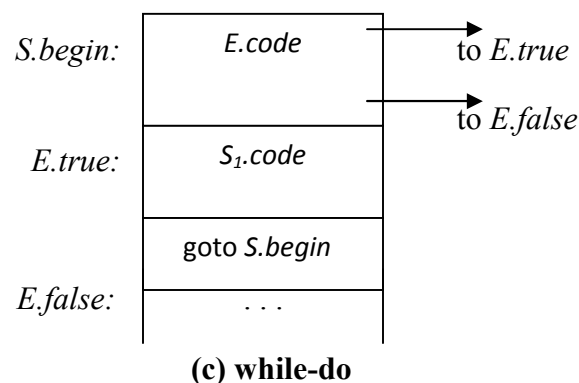 S.begin: E.code to E.true
to E.false
E.true: S₁.code
goto S.begin
E.false: . . .
(c) while-do